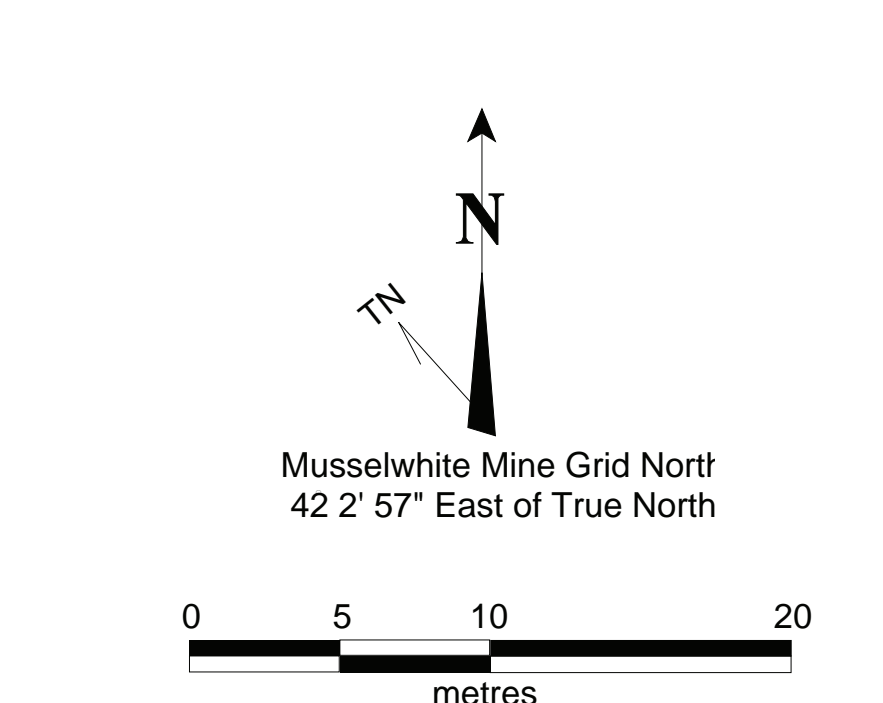 N
TN
Musselwhite Mine Grid North
42 2' 57" East of True North
0 5 10 20
metres